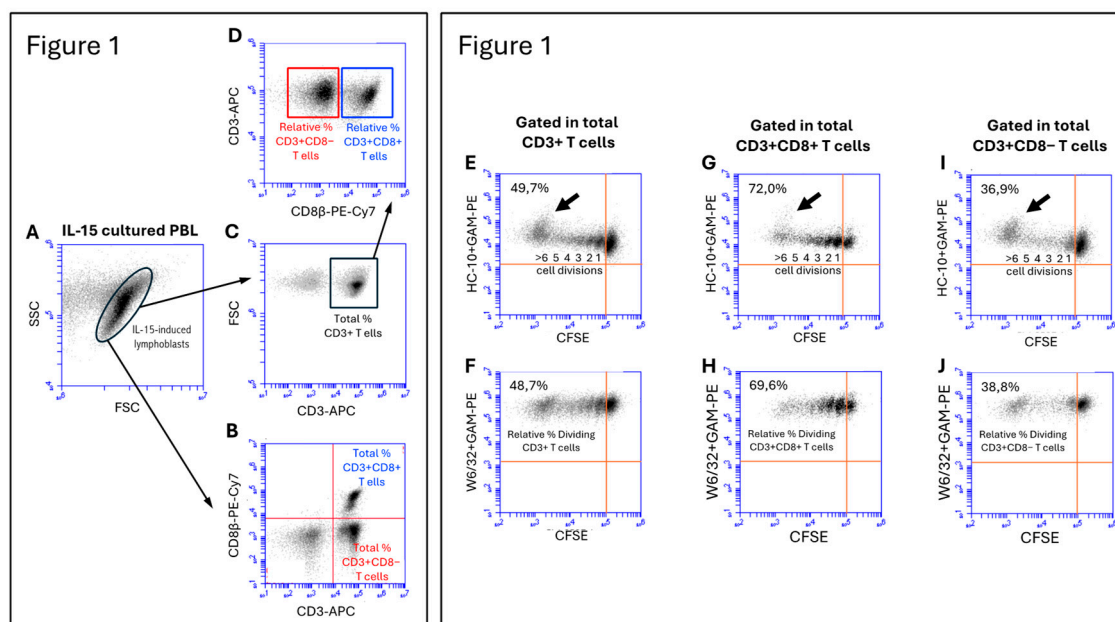 Figure 1
D
CD3-APC
Relative %
CD3+CD8−
T ells
Relative %
CD3+CD8+
T ells
CD8β-PE-Cy7
A
IL-15 cultured PBL
SSC
IL-15-induced
lymphoblasts
FSC
C
FSC
Total %
CD3+ T ells
CD3-APC
B
CD8β-PE-Cy7
Total %
CD3+CD8+
T ells
Total %
CD3+CD8−
T cells
CD3-APC
Figure 1
Gated in total
CD3+ T cells
Gated in total
CD3+CD8+ T cells
Gated in total
CD3+CD8− T cells
E
HC-10+GAM-PE
49,7%
>6 5 4 3 2 1
cell divisions
CFSE
G
HC-10+GAM-PE
72,0%
>6 5 4 3 2 1
cell divisions
CFSE
I
HC-10+GAM-PE
36,9%
>6 5 4 3 2 1
cell divisions
CFSE
F
W6/32+GAM-PE
48,7%
Relative % Dividing
CD3+ T cells
CFSE
H
W6/32+GAM-PE
69,6%
Relative % Dividing
CD3+CD8+ T cells
CFSE
J
W6/32+GAM-PE
38,8%
Relative % Dividing
CD3+CD8− T cells
CFSE